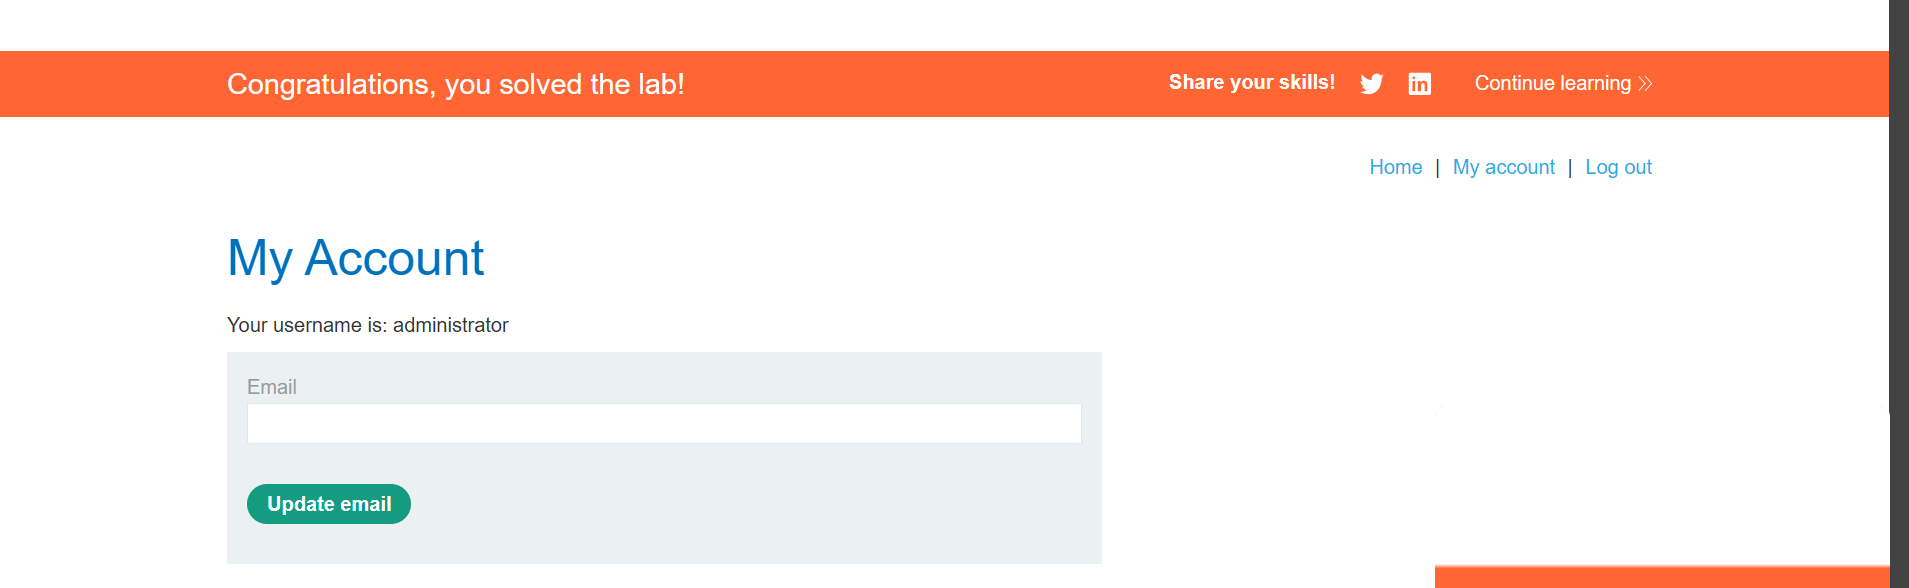 Congratulations, you solved the lab!
Share your skills! in Continue learning >>
Home | My account | Log out
My Account
Your username is: administrator
Email
Update email